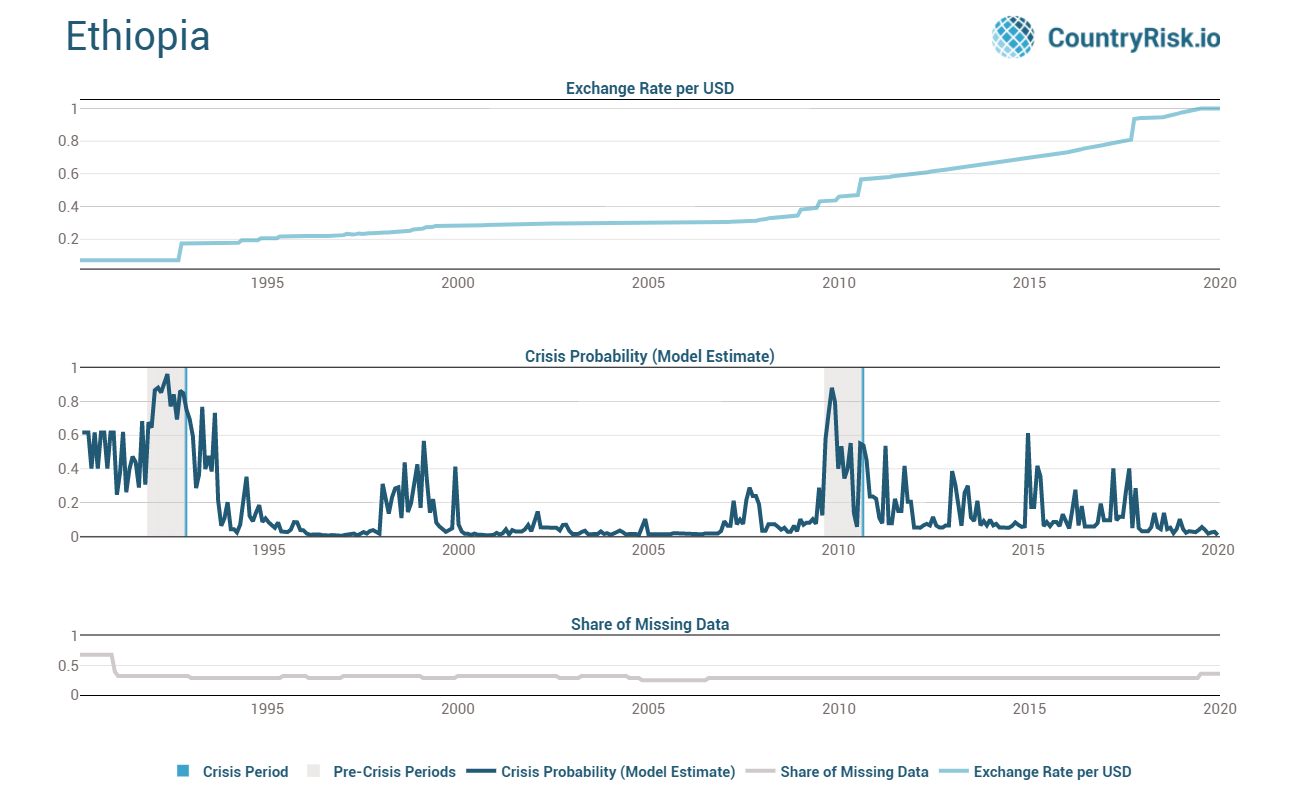 Ethiopia
CountryRisk.io
Exchange Rate per USD
1
0.8
0.6
0.4
0.2
1995 2000 2005 2010 2015 2020
Crisis Probability (Model Estimate)
1
0.8
0.6
0.4
0.2
0
1995 2000 2005 2010 2015 2020
Share of Missing Data
1
0.5
0
1995 2000 2005 2010 2015 2020
Crisis Period Pre-Crisis Periods Crisis Probability (Model Estimate) Share of Missing Data Exchange Rate per USD